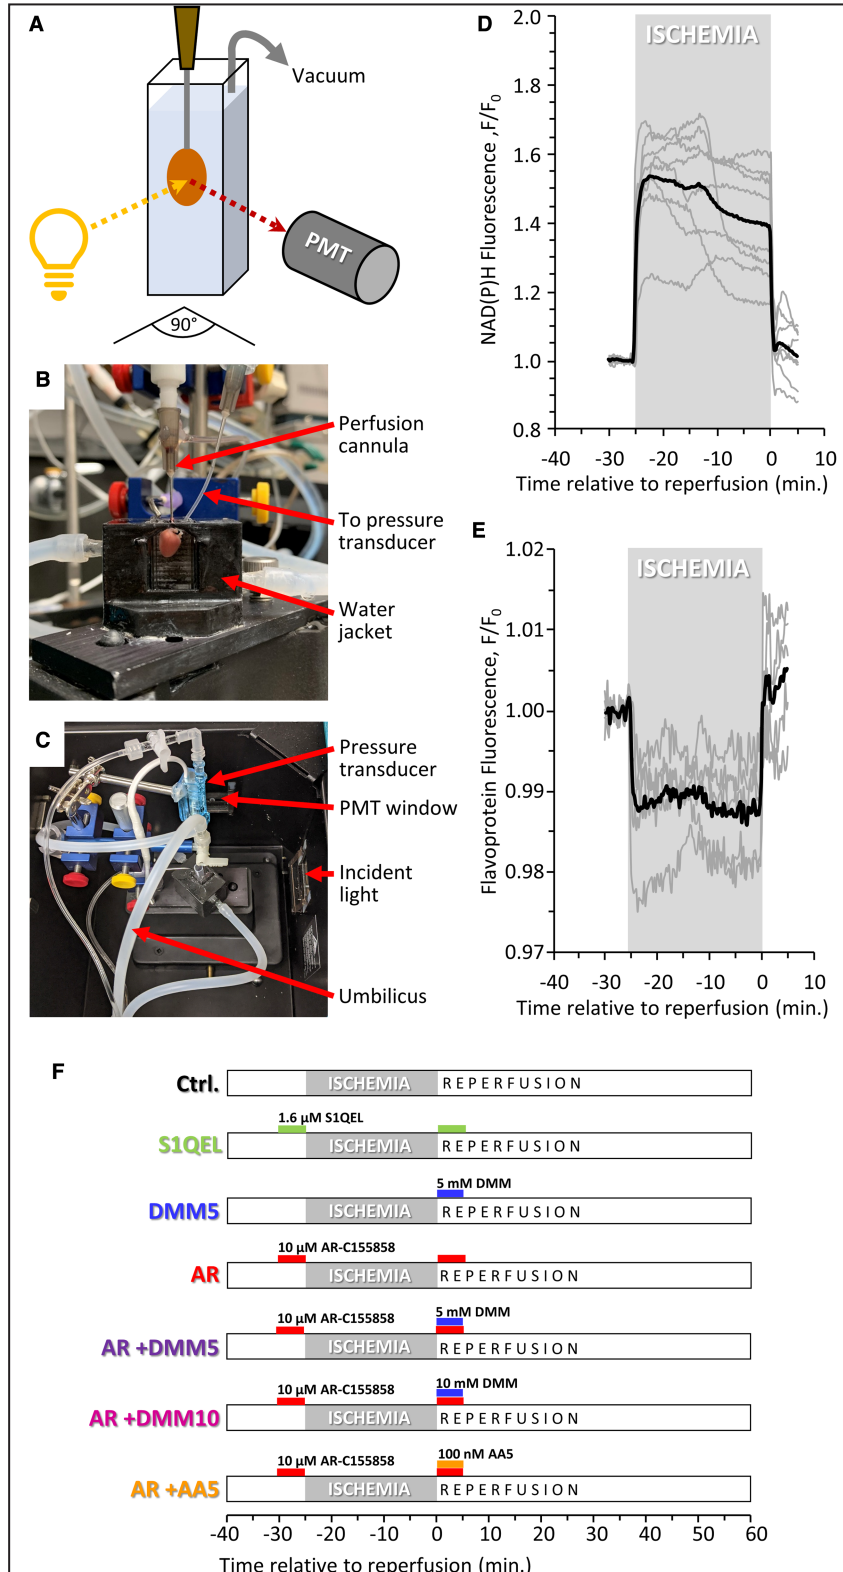 A
Vacuum
PMT
90°
B
Perfusion
cannula
To pressure
transducer
Water
jacket
C
Pressure
transducer
PMT window
Incident
light
Umbilicus
D
ISCHEMIA
NAD(P)H Fluorescence ,F/F0
2.0
1.8
1.6
1.4
1.2
1.0
0.8
-40 -30 -20 -10 0 10
Time relative to reperfusion (min.)
E
ISCHEMIA
Flavoprotein Fluorescence, F/F0
1.02
1.01
1.00
0.99
0.98
0.97
-40 -30 -20 -10 0 10
Time relative to reperfusion (min.)
F
Ctrl. ISCHEMIA REPERFUSION
1.6 μM S1QEL
S1QEL ISCHEMIA REPERFUSION
5 mM DMM
DMM5 ISCHEMIA REPERFUSION
10 μM AR-C155858
AR ISCHEMIA REPERFUSION
10 μM AR-C155858 5 mM DMM
AR +DMM5 ISCHEMIA REPERFUSION
10 μM AR-C155858 10 mM DMM
AR +DMM10 ISCHEMIA REPERFUSION
10 μM AR-C155858 100 nM AA5
AR +AA5 ISCHEMIA REPERFUSION
-40 -30 -20 -10 0 10 20 30 40 50 60
Time relative to reperfusion (min.)